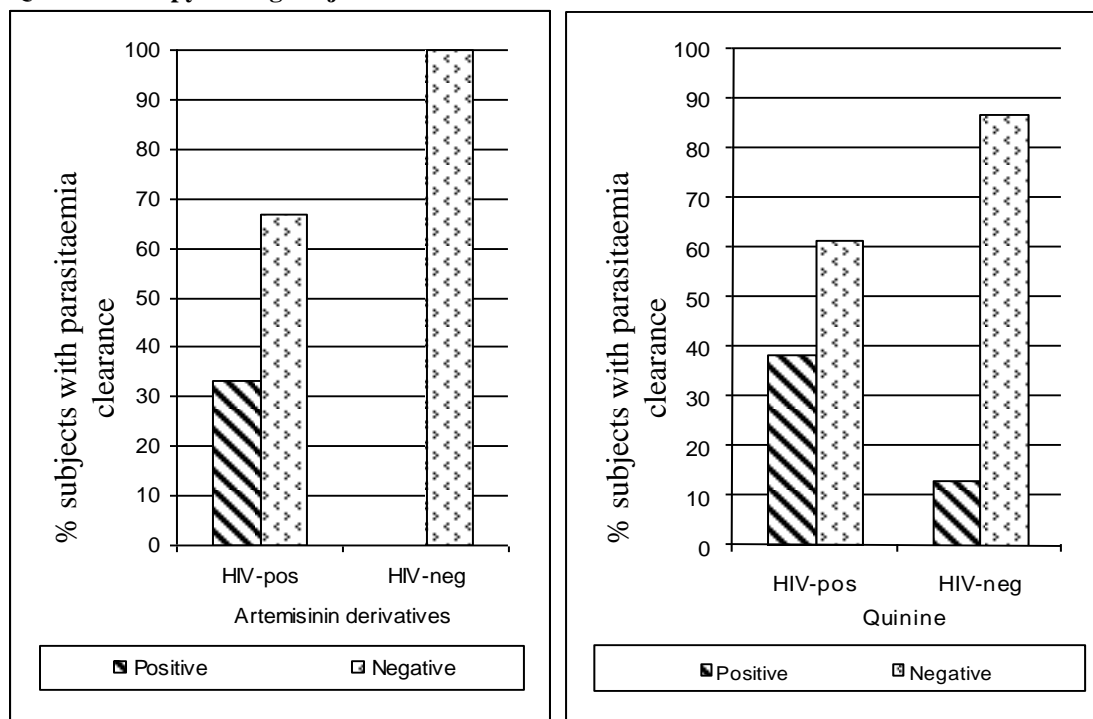 % subjects with parasitaemia
clearance
100
90
80
70
60
50
40
30
20
10
0
HIV-pos HIV-neg
Artemisinin derivatives
Positive Negative
% subjects with parasitaemia
clearance
100
90
80
70
60
50
40
30
20
10
0
HIV-pos HIV-neg
Quinine
Positive Negative